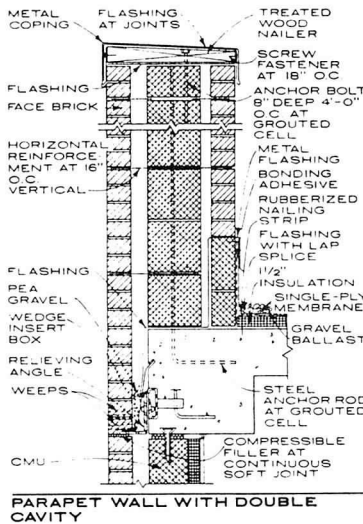 METAL
COPING
FLASHING
AT JOINTS
TREATED
WOOD
NAILER
SCREW
FASTENER
AT 18" O.C
FLASHING
FACE BRICK
ANCHOR BOLT
8" DEEP 4'-0"
O.C AT
GROUTED
CELL
HORIZONTAL
REINFORCE
MENT AT 16"
O.C
VERTICAL
METAL
FLASHING
BONDING
ADHESIVE
RUBBERIZED
NAILING
STRIP
FLASHING
WITH LAP
SPLICE
1 1/2"
INSULATION
SINGLE-PLY
MEMBRANE
GRAVEL
BALLAST
FLASHING
PEA
GRAVEL
WEDGE
INSERT
BOX
RELIEVING
ANGLE
WEEPS
STEEL
ANCHOR ROD
AT GROUTED
CELL
CMU
COMPRESSIBLE
FILLER AT
CONTINUOUS
SOFT JOINT
PARAPET WALL WITH DOUBLE
CAVITY